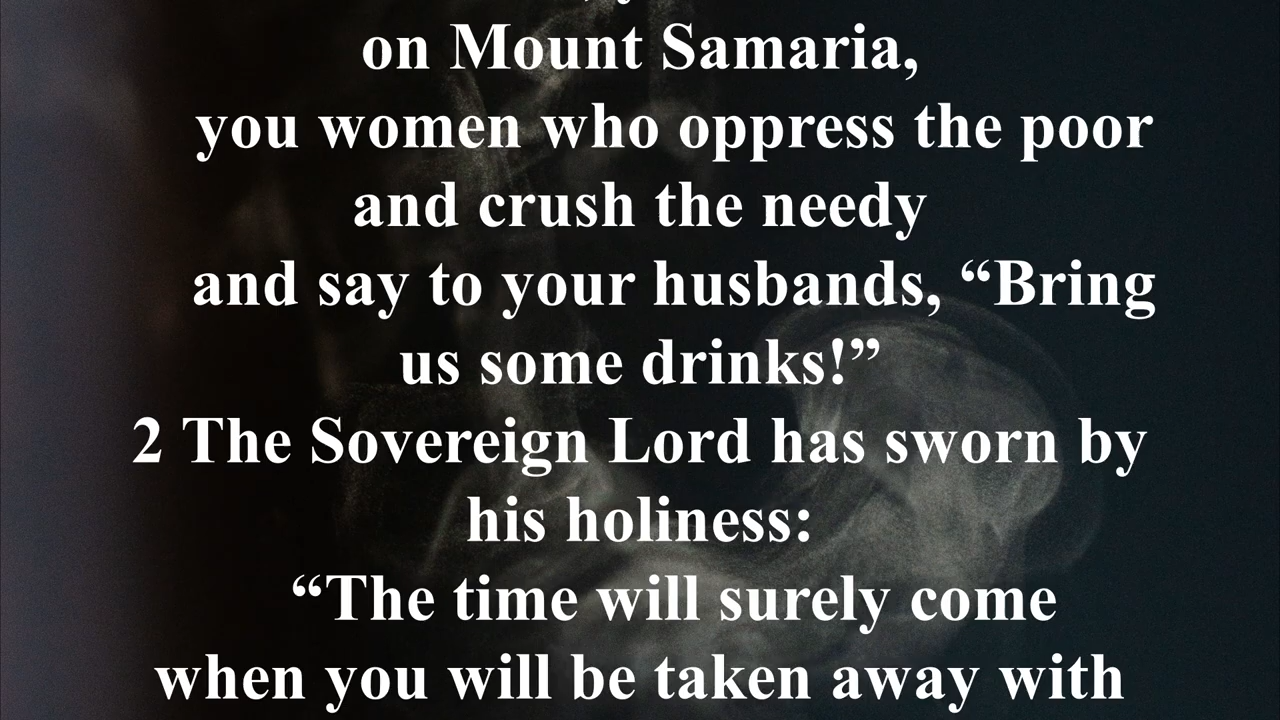 on Mount Samaria,
you women who oppress the poor
and crush the needy
and say to your husbands, “Bring
us some drinks!”
2 The Sovereign Lord has sworn by
his holiness:
“The time will surely come
when you will be taken away with